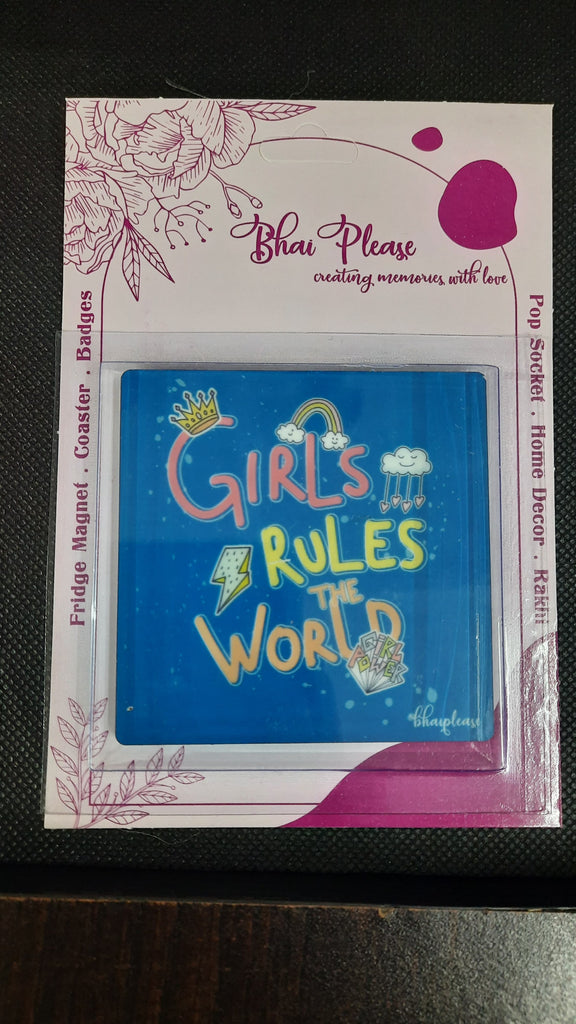 Bhai Please
creating memories with love
Fridge Magnet . Coaster . Badges
Pop Socket . Home Decor . Rakhi
GIRLS
RULES
THE
WORLD
GIRL
POWER
#bhaiplease